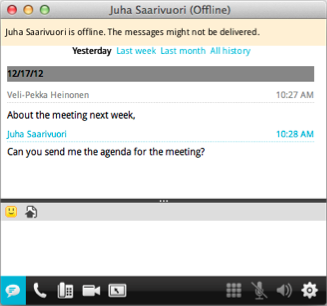 Juha Saarivuori (Offline)
Juha Saarivuori is offline. The messages might not be delivered.
Yesterday Last week Last month All history
12/17/12
Veli-Pekka Heinonen 10:27 AM
About the meeting next week,
Juha Saarivuori 10:28 AM
Can you send me the agenda for the meeting?